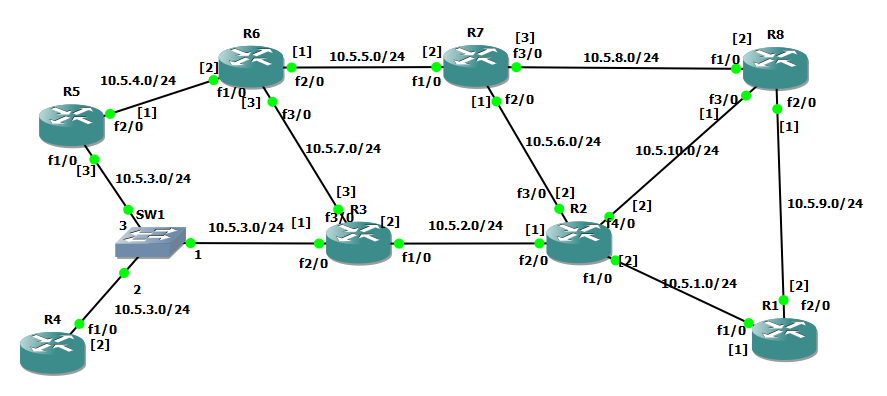 R6
R7
R8
[1]
10.5.5.0/24
[2]
[3]
f3/0
10.5.8.0/24
[2]
f1/0
[2]
10.5.4.0/24
f1/0
f2/0
f1/0
[3]
f3/0
[1]
f2/0
f3/0
[1]
f2/0
[1]
R5
[1]
f2/0
f1/0
[3]
10.5.3.0/24
10.5.7.0/24
10.5.6.0/24
10.5.10.0/24
10.5.9.0/24
SW1
3
1
2
10.5.3.0/24
[1]
[3]
f3/0
R3
[2]
f2/0
f1/0
10.5.2.0/24
f3/0
[2]
R2
[2]
f4/0
[1]
f2/0
f1/0
[2]
10.5.1.0/24
10.5.3.0/24
R4
f1/0
[2]
[2]
R1
f2/0
f1/0
[1]